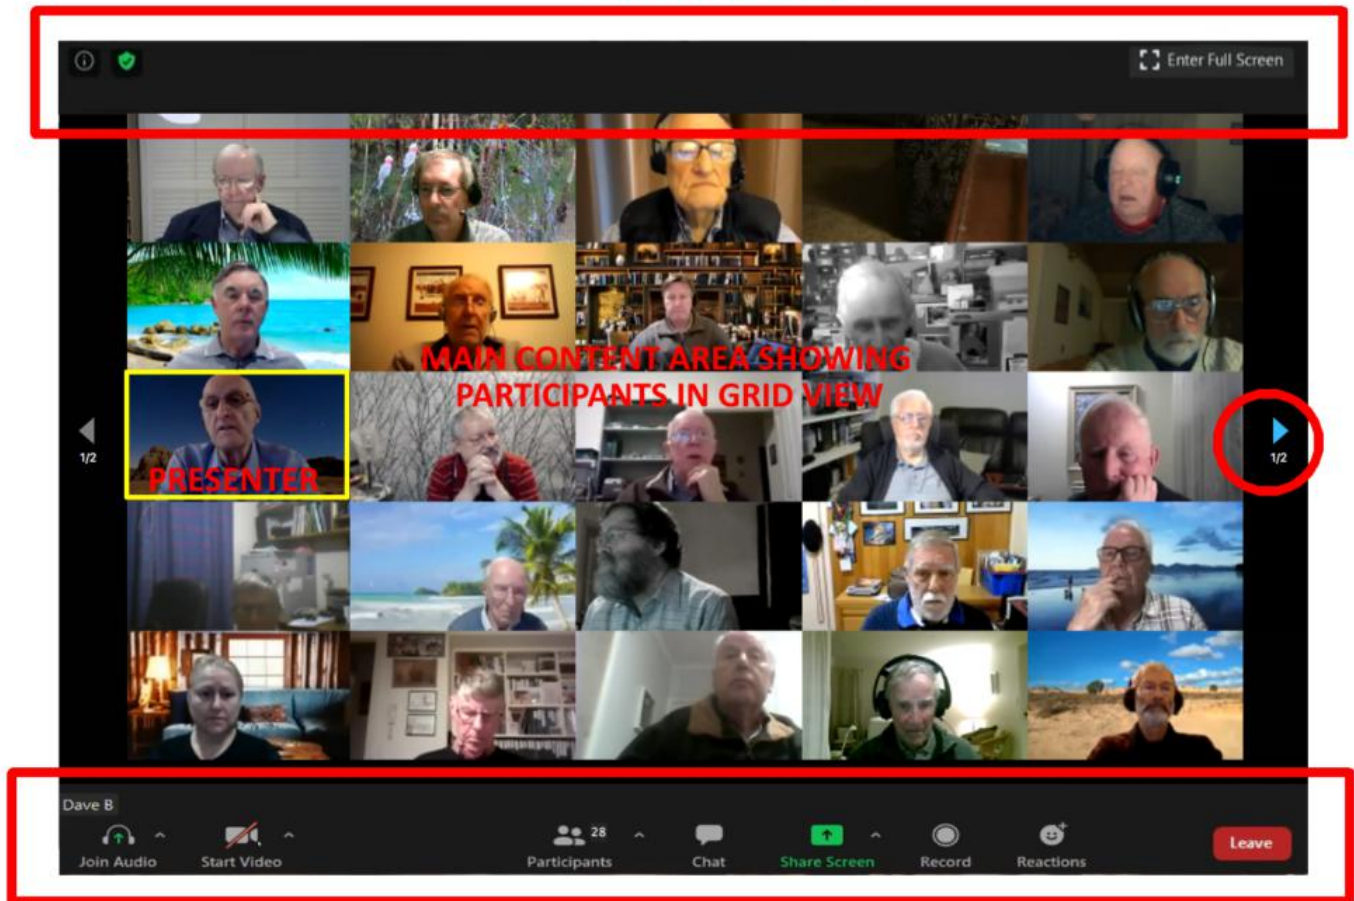 Enter Full Screen
MAIN CONTENT AREA SHOWING
PARTICIPANTS IN GRID VIEW
1/2
PRESENTER
1/2
Dave B
28
Join Audio
Start Video
Participants
Chat
Share Screen
Record
Reactions
Leave